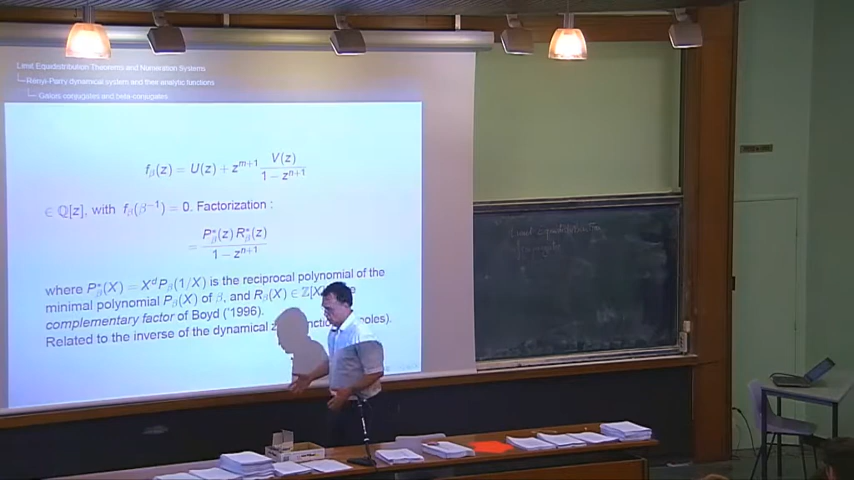 Limit Equidistribution Theorems and Numeration Systems
Rényi-Parry dynamical system and their analytic functions
Galois conjugates and beta-conjugates
f_β(z) = U(z) + z^{m+1} V(z) / (1 − z^{n+1})
∈ ℚ[z], with f_β(β^{−1}) = 0. Factorization :
= P*_β(z) R*_β(z) / (1 − z^{n+1})
where P*_β(X) = X^d P_β(1/X) is the reciprocal polynomial of the
minimal polynomial P_β(X) of β, and R_β(X) ∈ ℤ[X]
complementary factor of Boyd ('1996).
Related to the inverse of the dynamical